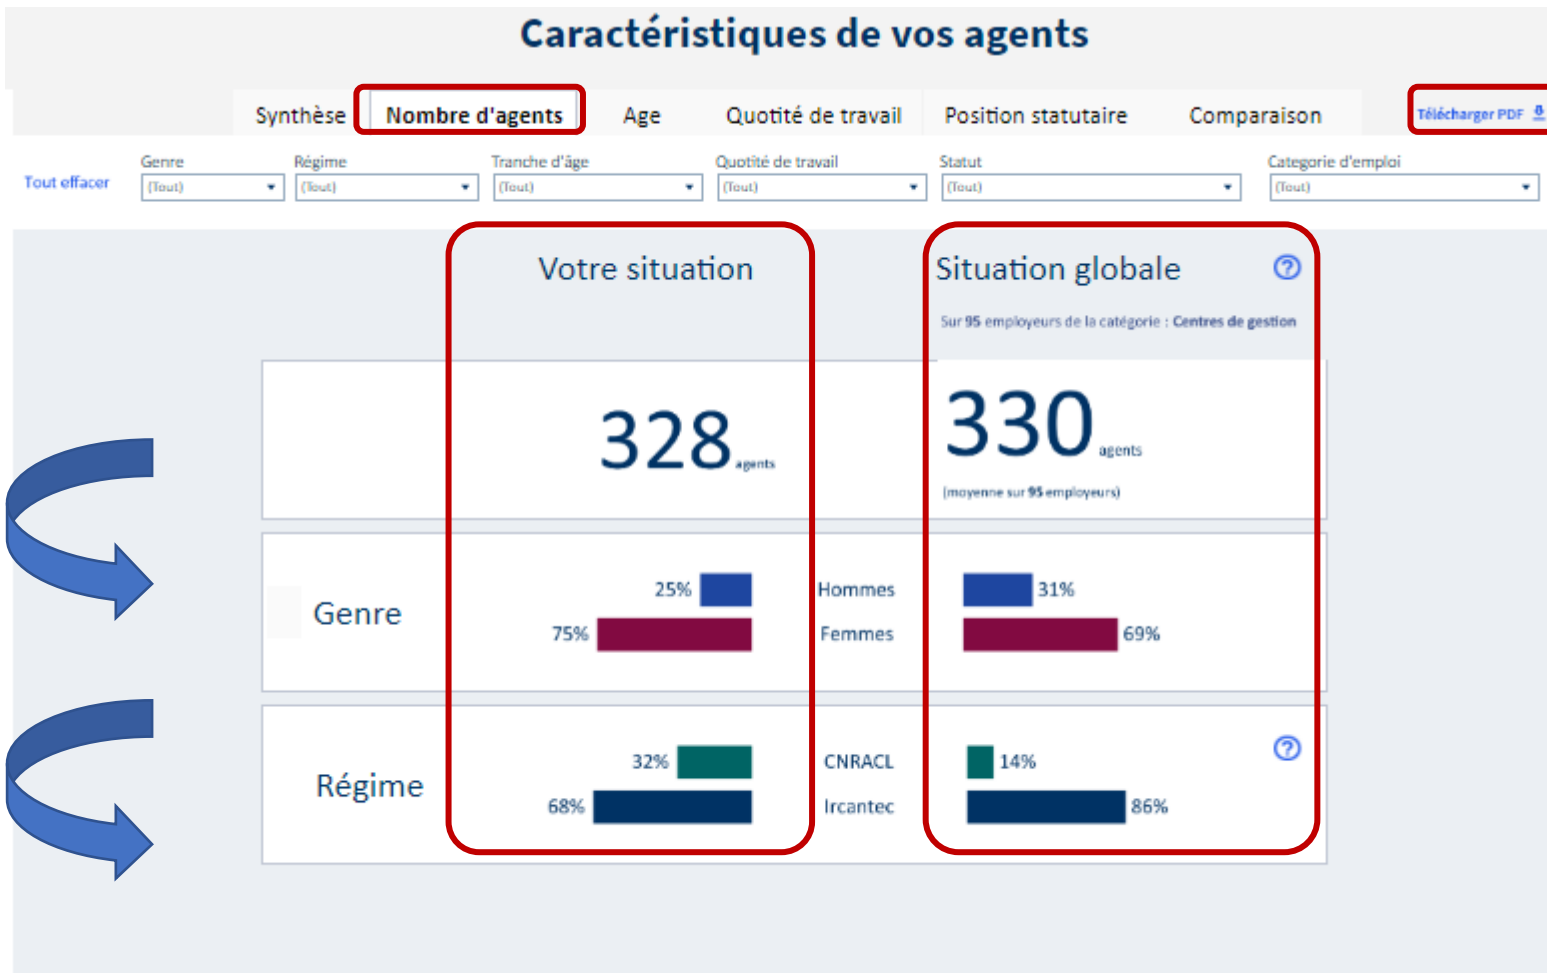 Caractéristiques de vos agents
Synthèse Nombre d'agents Age Quotité de travail Position statutaire Comparaison Télécharger PDF
Genre Régime Tranche d'âge Quotité de travail Statut Categorie d'emploi
Tout effacer (Tout) (Tout) (Tout) (Tout) (Tout) (Tout)
Votre situation Situation globale ?
Sur 95 employeurs de la catégorie : Centres de gestion
328 agents 330 agents
(moyenne sur 95 employeurs)
Genre
25% Hommes 31%
75% Femmes 69%
Régime
32% CNRACL 14% ?
68% Ircantec 86%